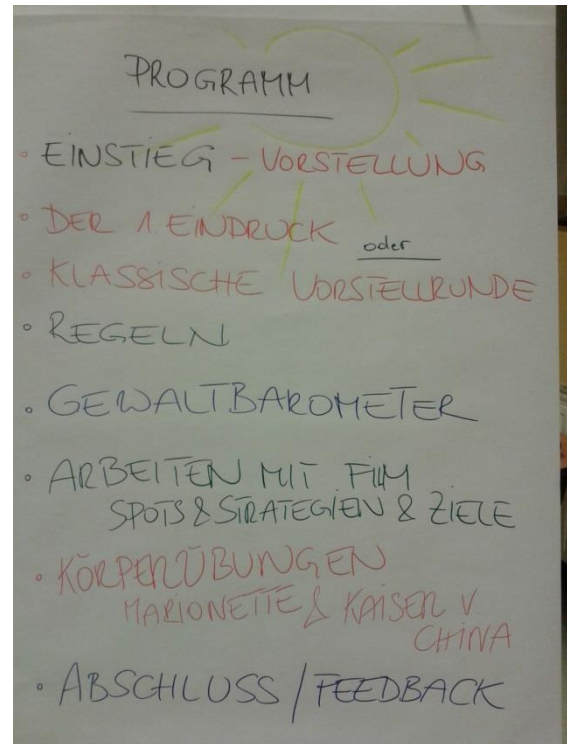 PROGRAMM
• EINSTIEG - VORSTELLUNG
• DER 1. EINDRUCK oder
• KLASSISCHE VORSTELLRUNDE
• REGELN
• GEWALTBAROMETER
• ARBEITEN MIT FILM
SPOTS & STRATEGIEN & ZIELE
• KÖRPERÜBUNGEN
MARIONETTE & KAISER V.
CHINA
• ABSCHLUSS / FEEDBACK